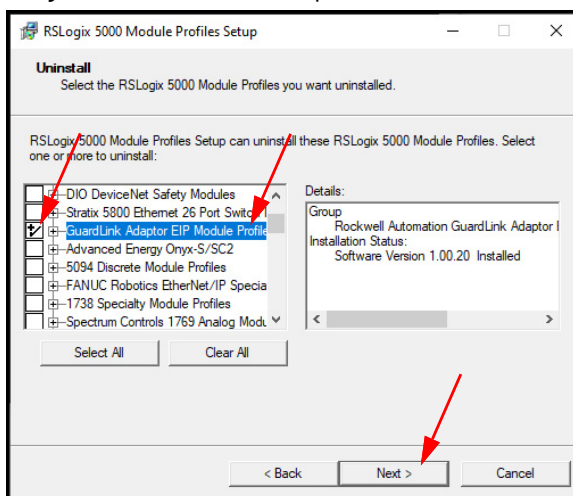 RSLogix 5000 Module Profiles Setup
Uninstall
Select the RSLogix 5000 Module Profiles you want uninstalled.
RSLogix 5000 Module Profiles Setup can uninstall these RSLogix 5000 Module Profiles. Select
one or more to uninstall:
DIO DeviceNet Safety Modules
Stratix 5800 Ethernet 26 Port Switch
GuardLink Adaptor EIP Module Profile
Advanced Energy Onyx-S/SC2
5094 Discrete Module Profiles
FANUC Robotics EtherNet/IP Specia
1738 Specialty Module Profiles
Spectrum Controls 1769 Analog Modu
Details:
Group
Rockwell Automation GuardLink Adaptor
Installation Status:
Software Version 1.00.20 Installed
Select All
Clear All
< Back
Next >
Cancel